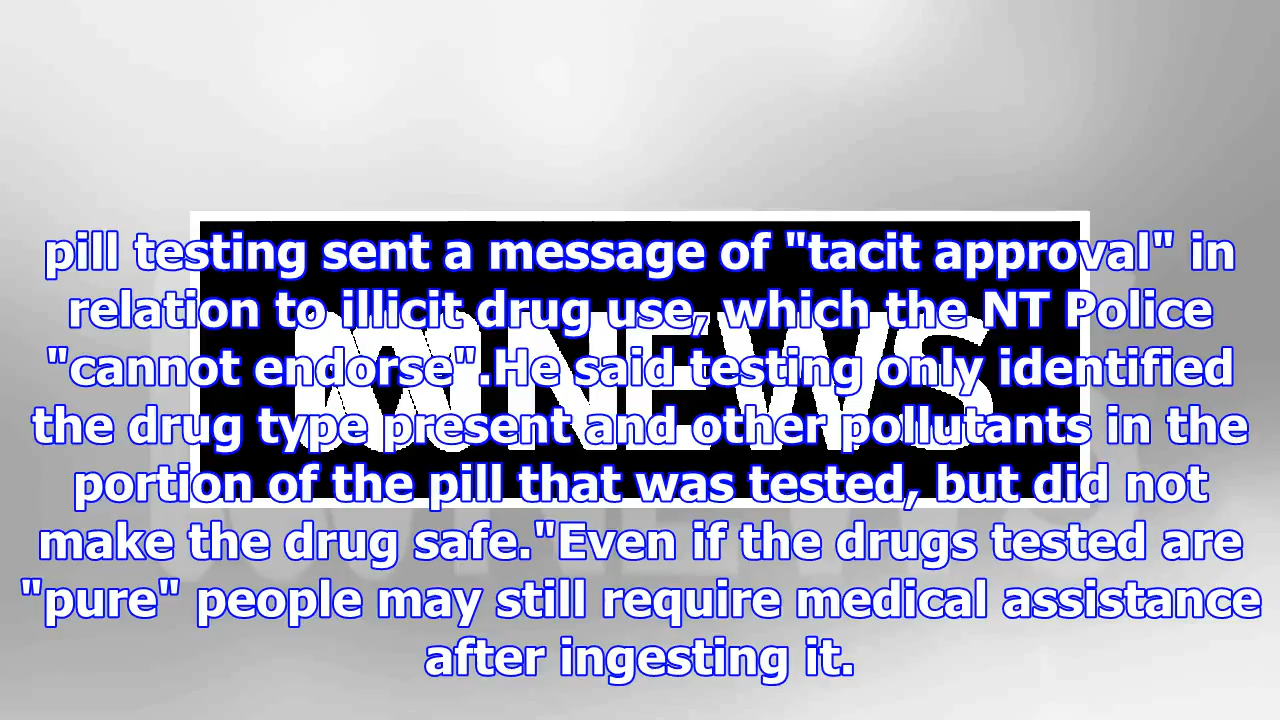 pill testing sent a message of "tacit approval" in
relation to illicit drug use, which the NT Police
"cannot endorse".He said testing only identified
the drug type present and other pollutants in the
portion of the pill that was tested, but did not
make the drug safe."Even if the drugs tested are
"pure" people may still require medical assistance
after ingesting it.
NEWS
NEWS